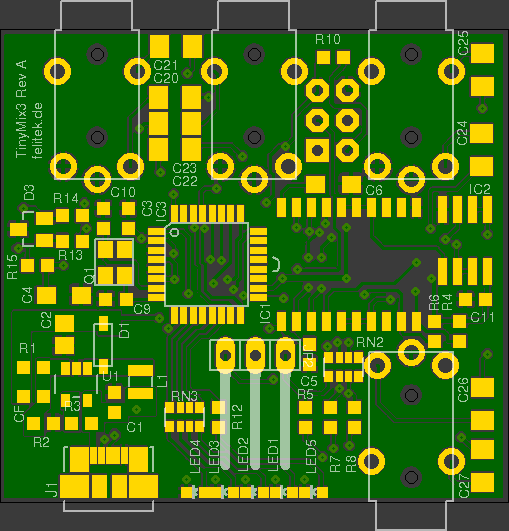 TinyMix3 Rev A
felitek.de
C21
C20
R10
C25
C24
C23
C22
C6
IC2
D3
R14
C10
C3
IC3
R15
R13
Q1
C4
C9
IC1
R6
R4
C11
C2
D1
R1
U1
L1
C5
RN2
CF
R3
RN3
R12
R5
C26
R2
C1
LED4
LED3
LED2
LED1
LED5
R7
R8
J1
C27